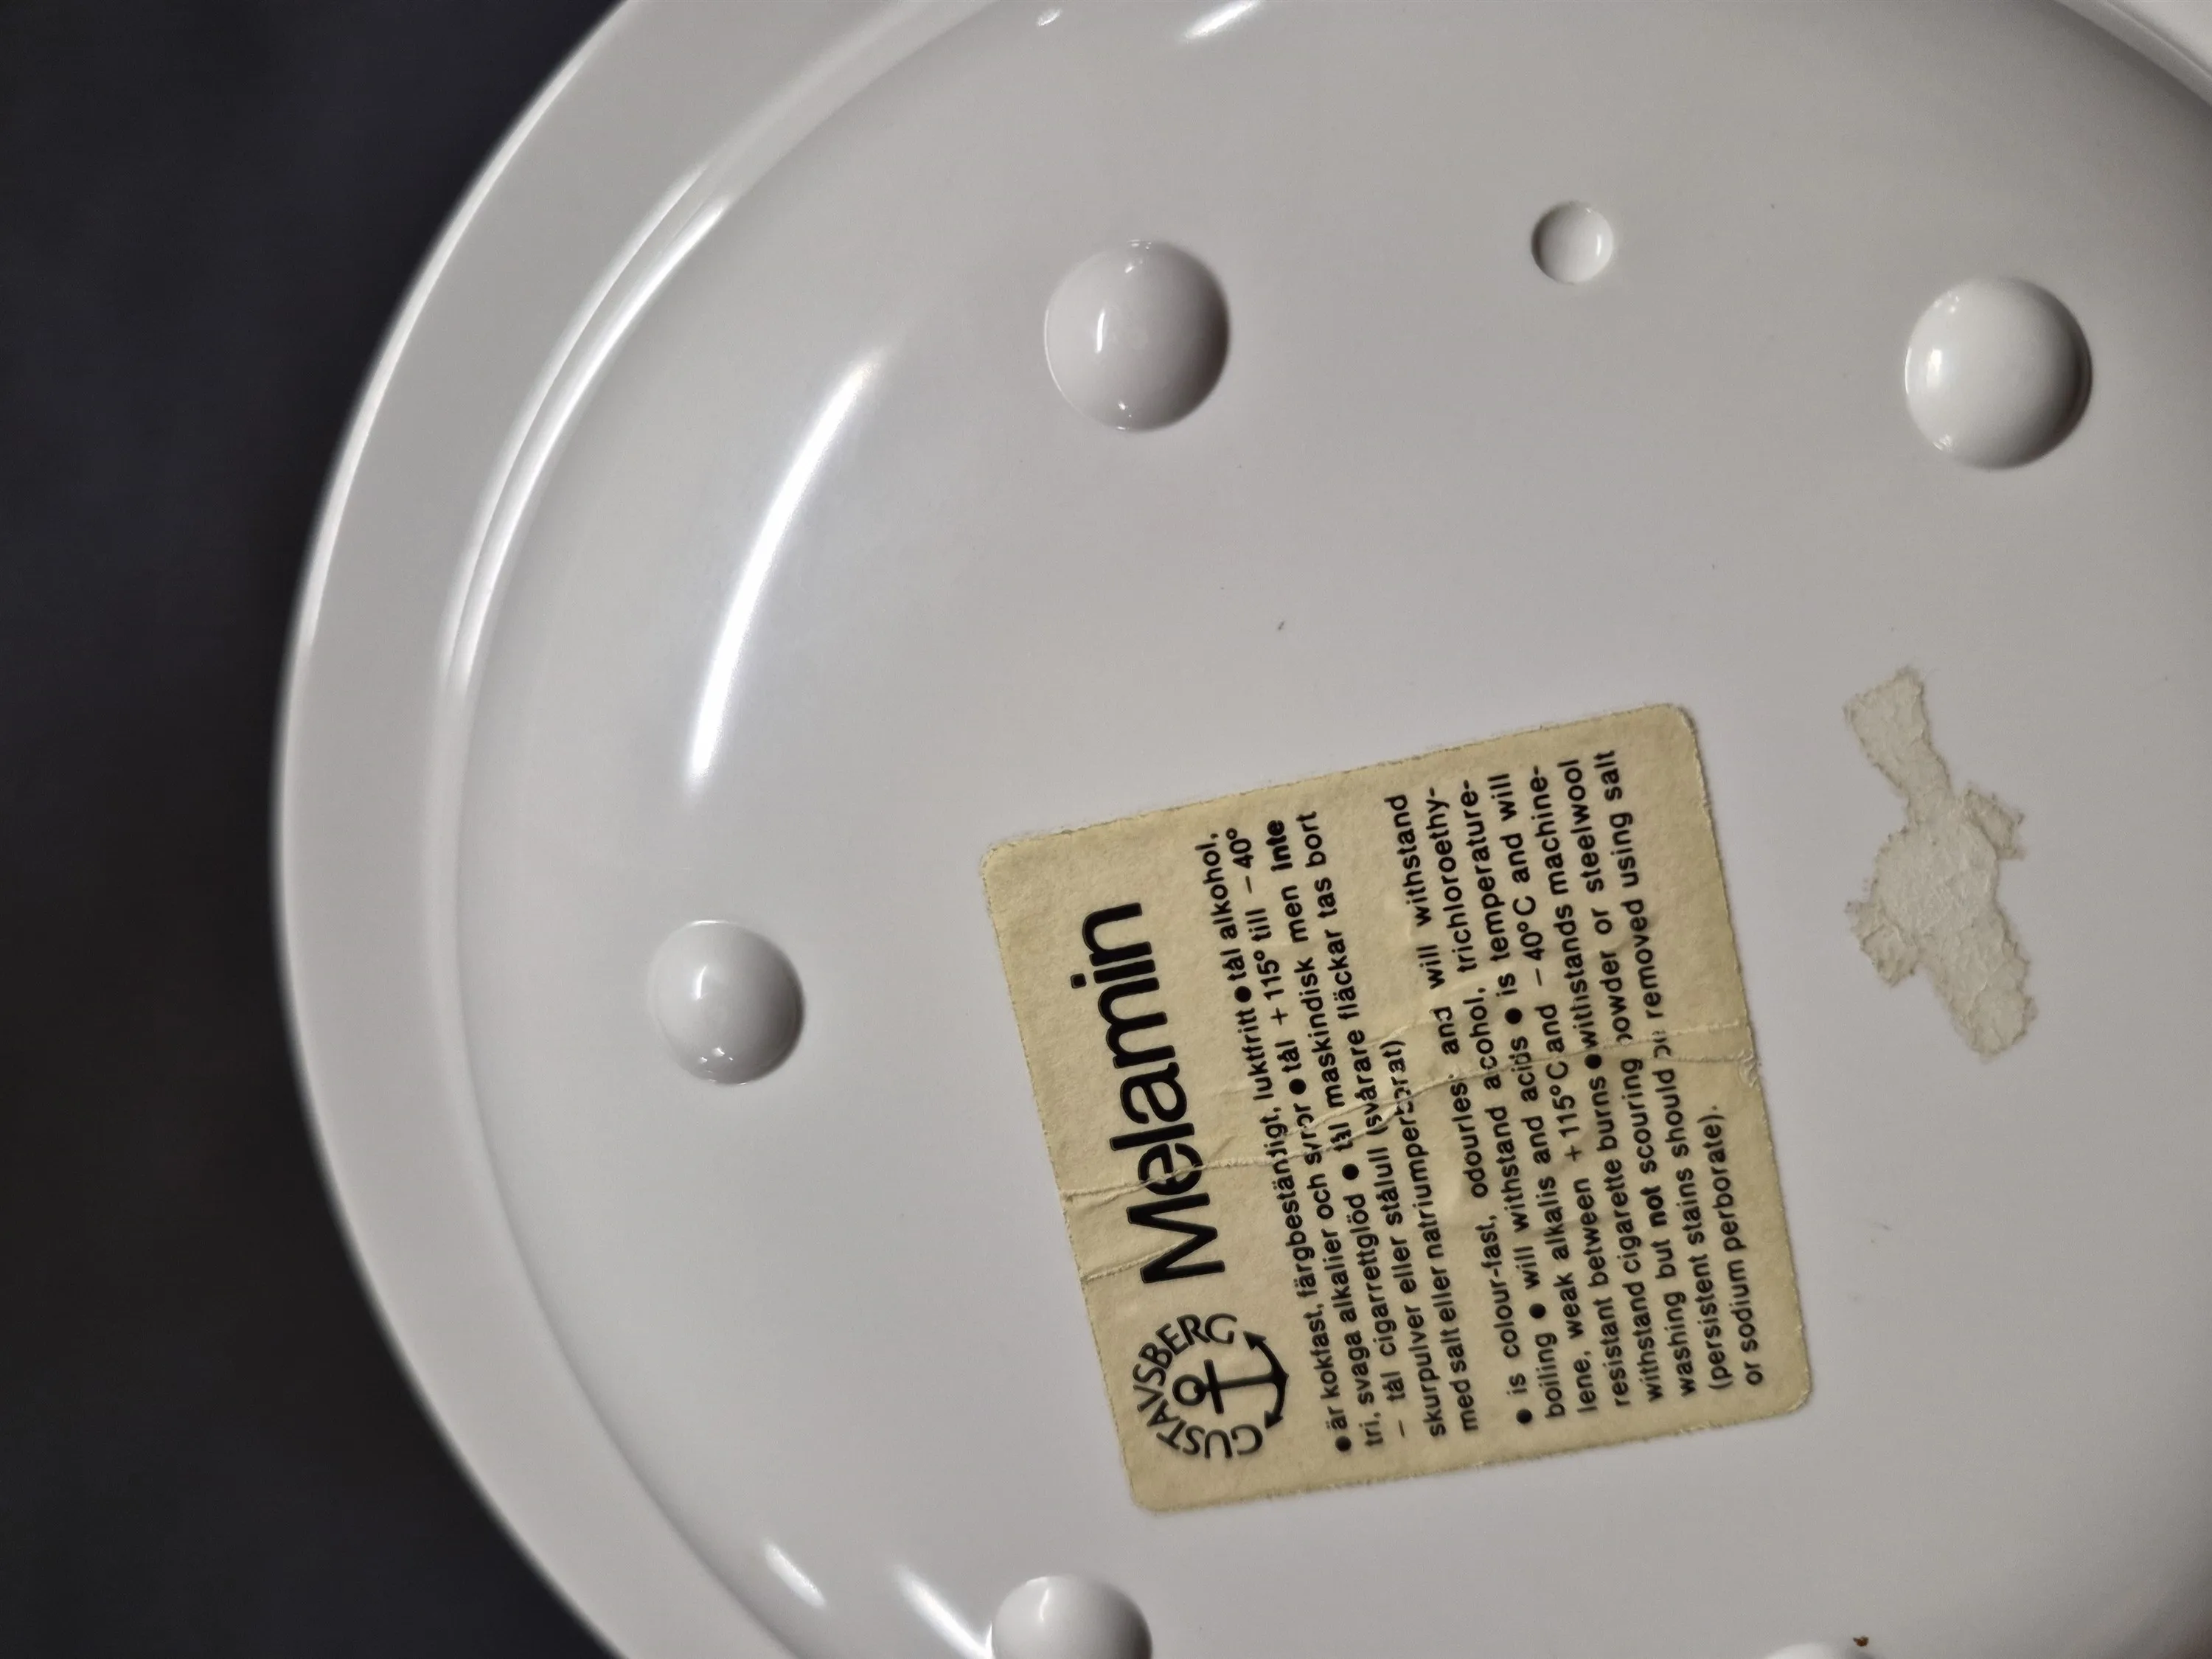 GUSTAVSBERG
Melamin
● är kokfast, färgbeständigt, luktfritt ● tål alkohol,
tri, svaga alkalier och syror ● tål + 115° till – 40°
– tål cigarrettglöd ● tål maskindisk men inte
skurpulver eller stålull (svårare fläckar tas bort
med salt eller natriumperborat)
● is colour-fast, odourless and will withstand
boiling ● will withstand alcohol, trichloroethy-
lene, weak alkalis and acids ● is temperature-
resistant between + 115°C and – 40°C and will
withstand cigarette burns ● withstands machine-
washing but not scouring powder or steelwool
(persistent stains should be removed using salt
or sodium perborate).